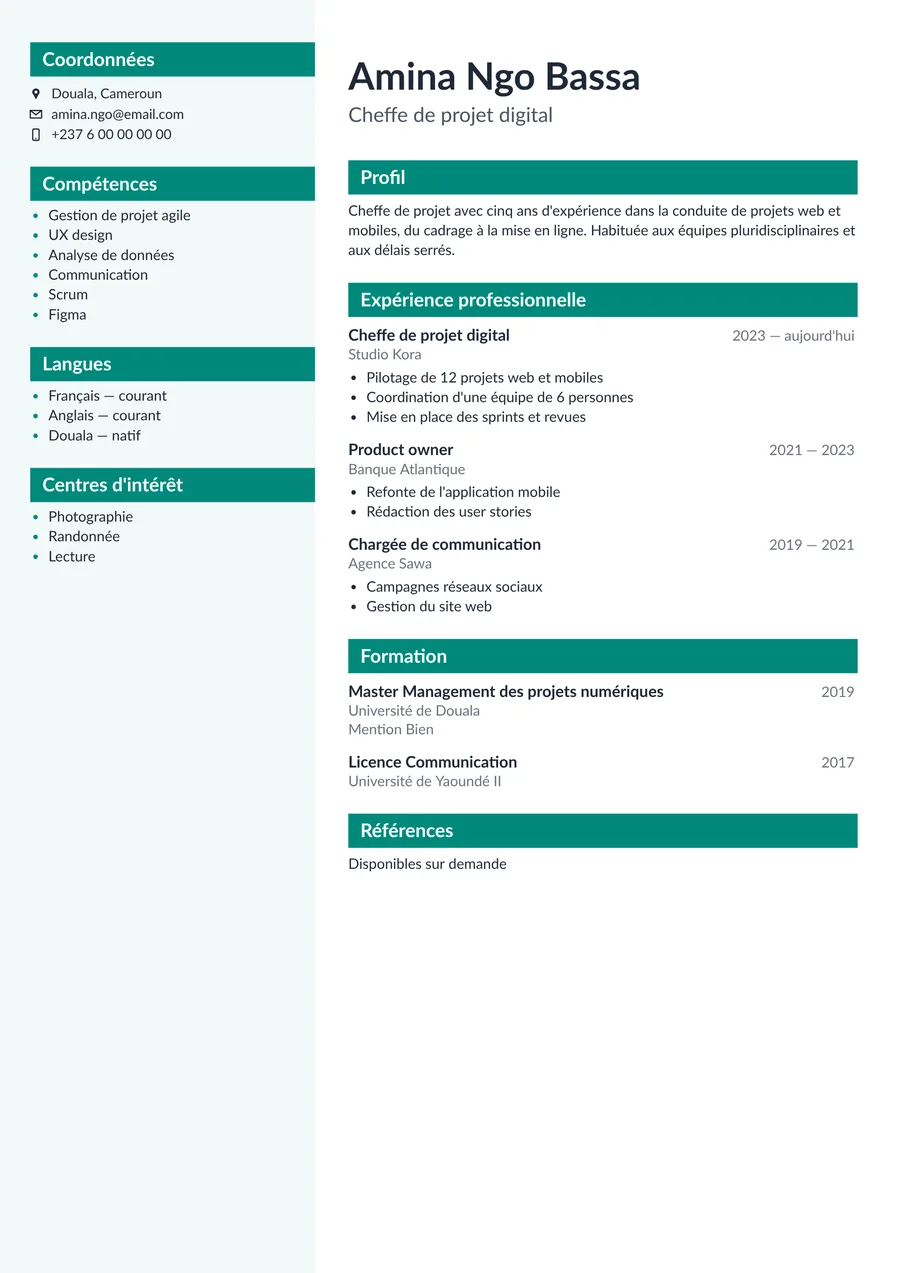 Coordonnées
Douala, Cameroun
amina.ngo@email.com
+237 6 00 00 00 00
Compétences
• Gestion de projet agile
• UX design
• Analyse de données
• Communication
• Scrum
• Figma
Langues
• Français — courant
• Anglais — courant
• Douala — natif
Centres d'intérêt
• Photographie
• Randonnée
• Lecture
Amina Ngo Bassa
Cheffe de projet digital
Profil
Cheffe de projet avec cinq ans d'expérience dans la conduite de projets web et
mobiles, du cadrage à la mise en ligne. Habituée aux équipes pluridisciplinaires et
aux délais serrés.
Expérience professionnelle
Cheffe de projet digital 2023 — aujourd'hui
Studio Kora
• Pilotage de 12 projets web et mobiles
• Coordination d'une équipe de 6 personnes
• Mise en place des sprints et revues
Product owner 2021 — 2023
Banque Atlantique
• Refonte de l'application mobile
• Rédaction des user stories
Chargée de communication 2019 — 2021
Agence Sawa
• Campagnes réseaux sociaux
• Gestion du site web
Formation
Master Management des projets numériques 2019
Université de Douala
Mention Bien
Licence Communication 2017
Université de Yaoundé II
Références
Disponibles sur demande